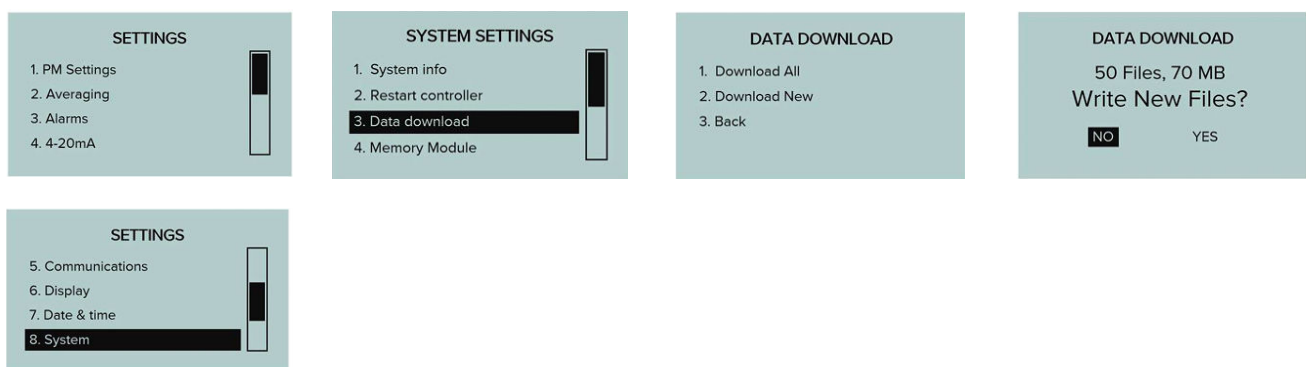 SETTINGS
1. PM Settings
2. Averaging
3. Alarms
4. 4-20mA
SYSTEM SETTINGS
1. System info
2. Restart controller
3. Data download
4. Memory Module
DATA DOWNLOAD
1. Download All
2. Download New
3. Back
DATA DOWNLOAD
50 Files, 70 MB
Write New Files?
NO YES
SETTINGS
5. Communications
6. Display
7. Date & time
8. System